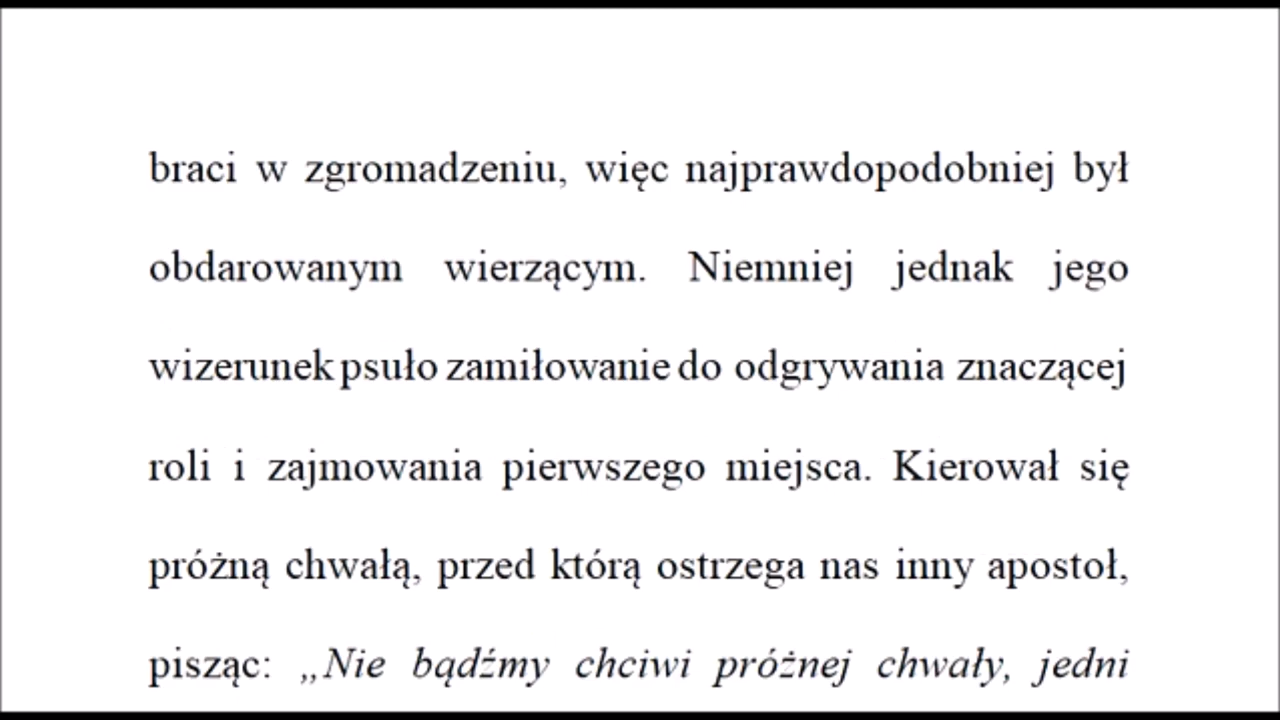 braci w zgromadzeniu, więc najprawdopodobniej był
obdarowanym wierzącym. Niemniej jednak jego
wizerunek psuło zamiłowanie do odgrywania znaczącej
roli i zajmowania pierwszego miejsca. Kierował się
próżną chwałą, przed którą ostrzega nas inny apostoł,
pisząc: „Nie bądźmy chciwi próżnej chwały, jedni